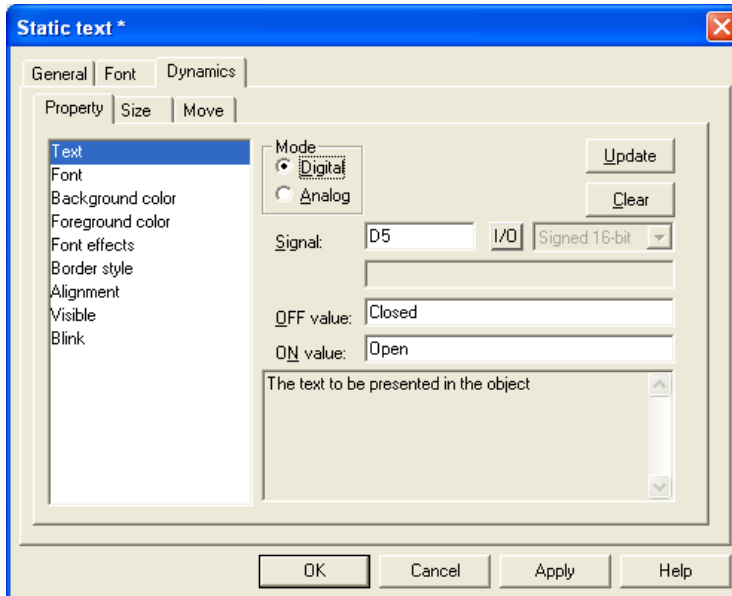 Static text *
General Font Dynamics
Property Size Move
Text
Font
Background color
Foreground color
Font effects
Border style
Alignment
Visible
Blink
Mode
Digital
Analog
Update
Clear
Signal: D5 I/O Signed 16-bit
OFF value: Closed
ON value: Open
The text to be presented in the object
OK Cancel Apply Help